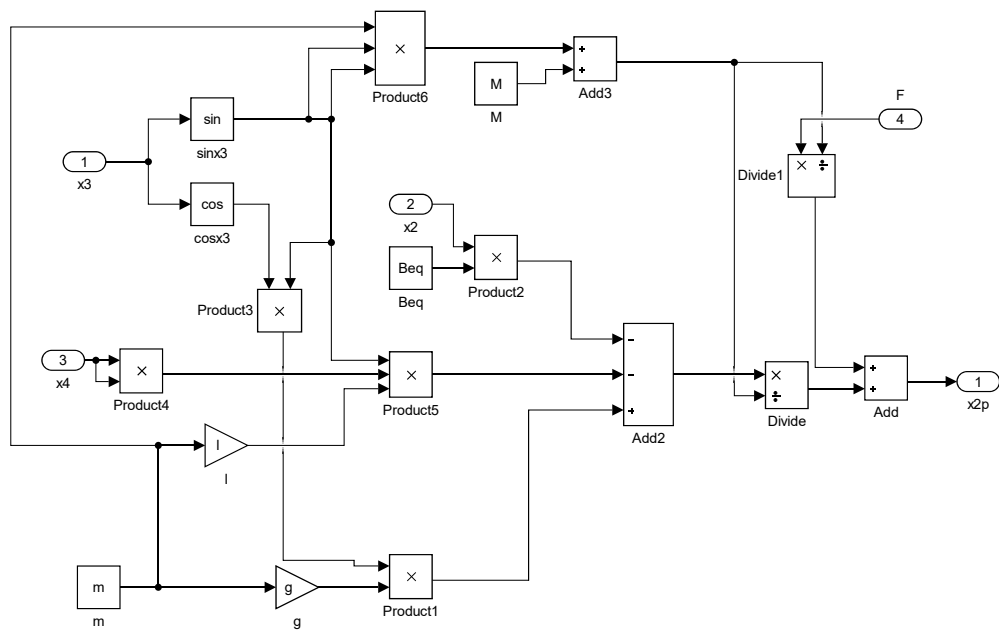 ×
Product6
+
+
Add3
M
M
F
4
sin
sinx3
1
x3
× ÷
Divide1
cos
cosx3
2
x2
×
Product2
Beq
Beq
Product3
×
3
x4
×
Product4
×
Product5
-
-
+
Add2
×
÷
Divide
+
+
Add
1
x2p
l
l
m
m
g
g
×
Product1